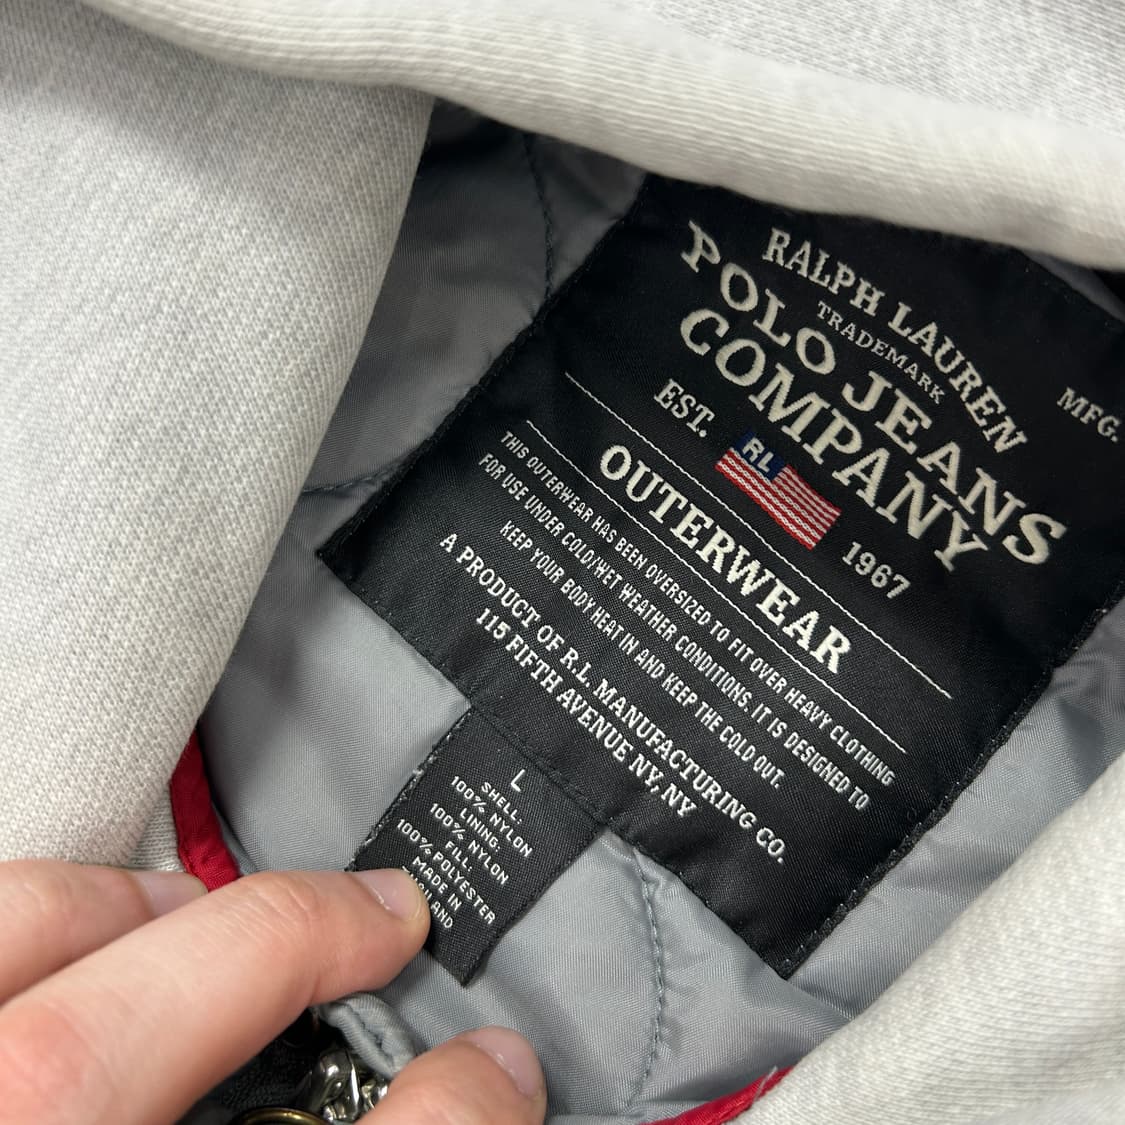 RALPH LAUREN
TRADEMARK
POLO JEANS
COMPANY
MFG.
EST. RL 1967
OUTERWEAR
THIS OUTERWEAR HAS BEEN OVERSIZED TO FIT OVER HEAVY CLOTHING
FOR USE UNDER COLD/WET WEATHER CONDITIONS. IT IS DESIGNED TO
KEEP YOUR BODY HEAT IN AND KEEP THE COLD OUT.
A PRODUCT OF R.L. MANUFACTURING CO.
115 FIFTH AVENUE NY, NY
L
SHELL:
100% NYLON
LINING:
100% NYLON
FILL:
100% POLYESTER
MADE IN